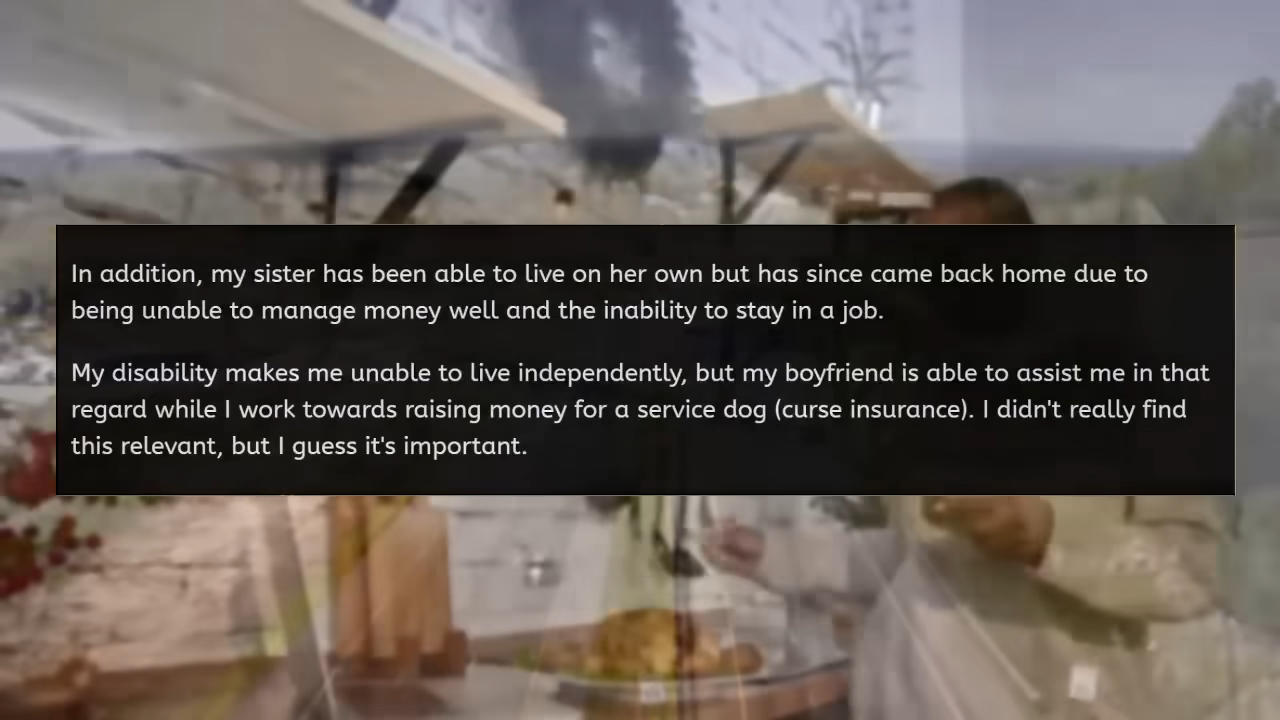 In addition, my sister has been able to live on her own but has since came back home due to
being unable to manage money well and the inability to stay in a job.
My disability makes me unable to live independently, but my boyfriend is able to assist me in that
regard while I work towards raising money for a service dog (curse insurance). I didn't really find
this relevant, but I guess it's important.